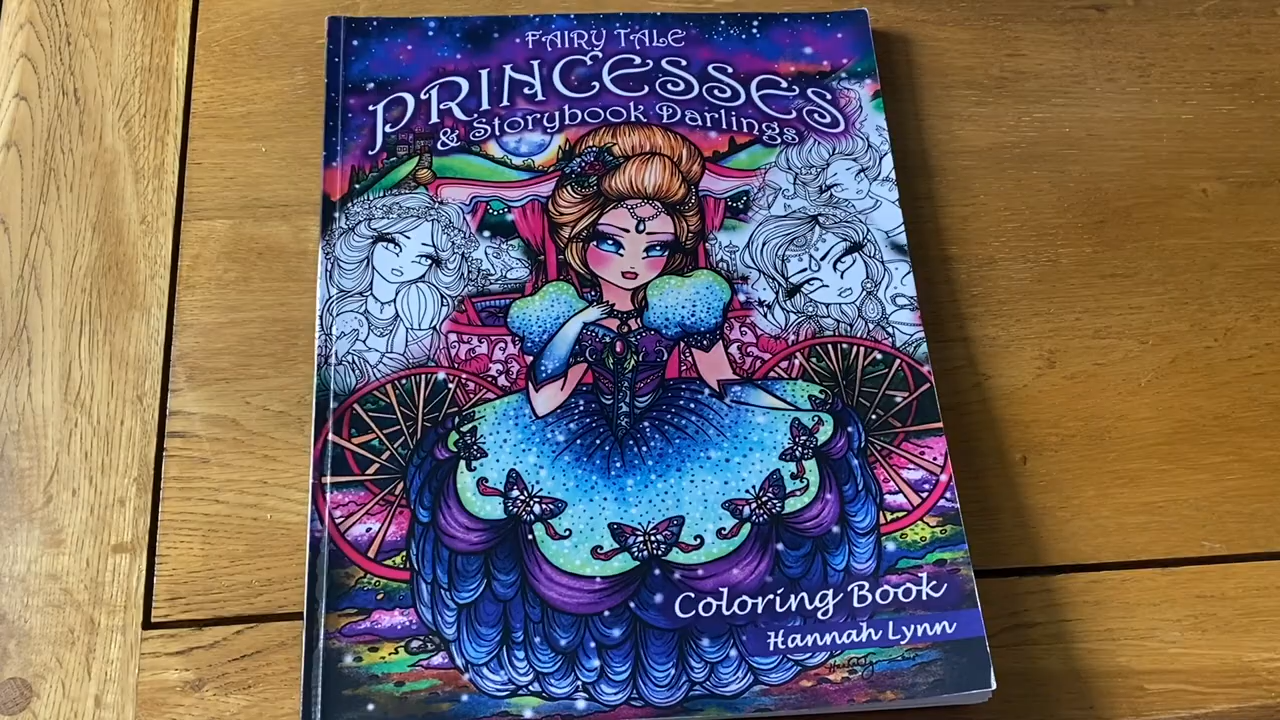 FAIRY TALE
PRINCESSES
& Storybook Darlings
Coloring Book
Hannah Lynn